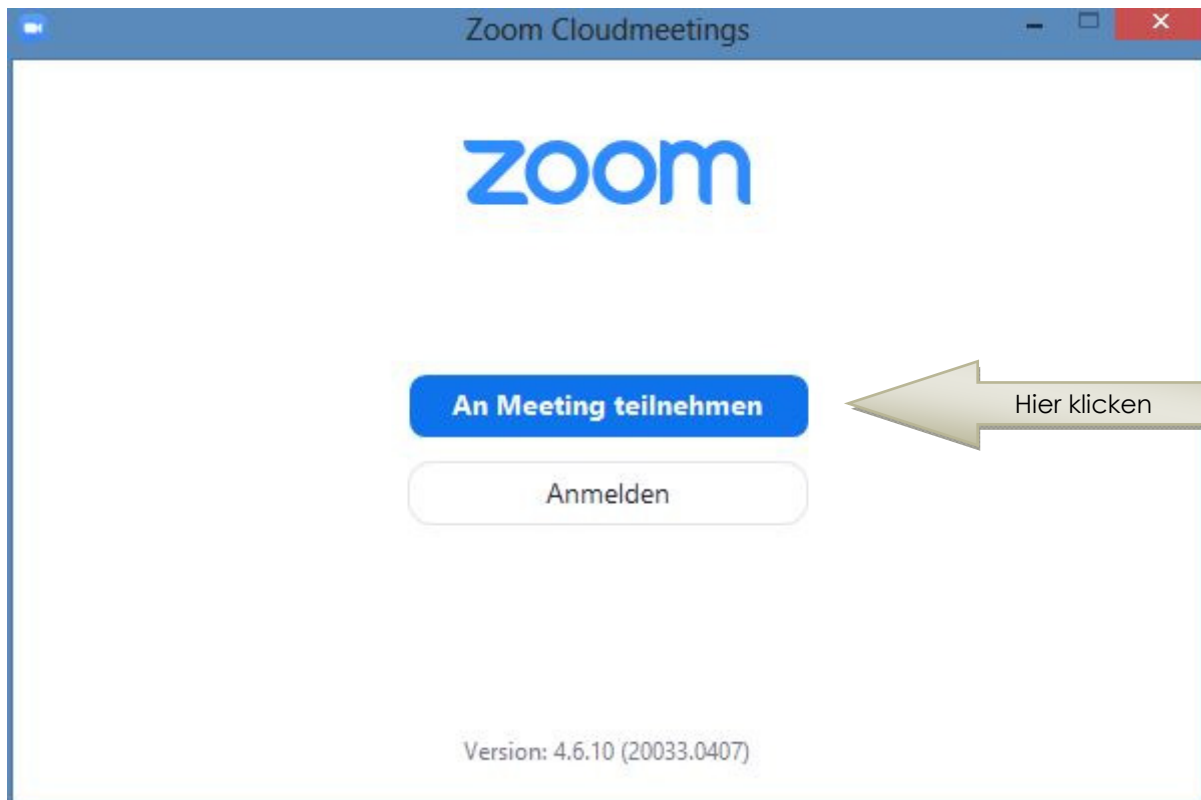 Zoom Cloudmeetings
zoom
An Meeting teilnehmen
Hier klicken
Anmelden
Version: 4.6.10 (20033.0407)